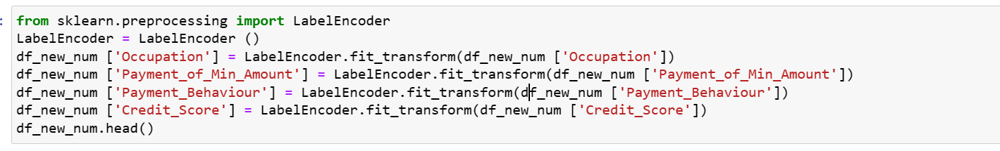 :
from sklearn.preprocessing import LabelEncoder
LabelEncoder = LabelEncoder ()
df_new_num ['Occupation'] = LabelEncoder.fit_transform(df_new_num ['Occupation'])
df_new_num ['Payment_of_Min_Amount'] = LabelEncoder.fit_transform(df_new_num ['Payment_of_Min_Amount'])
df_new_num ['Payment_Behaviour'] = LabelEncoder.fit_transform(df_new_num ['Payment_Behaviour'])
df_new_num ['Credit_Score'] = LabelEncoder.fit_transform(df_new_num ['Credit_Score'])
df_new_num.head()